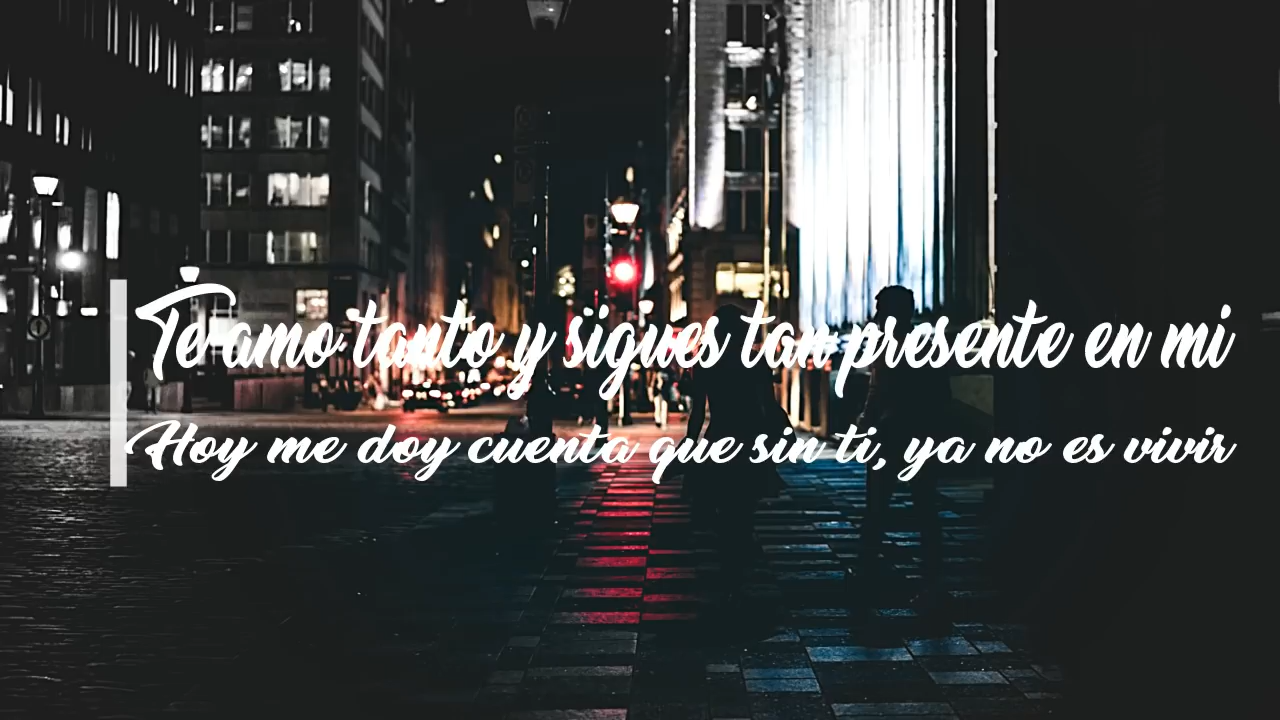 Te amo tanto y sigues tan presente en mi
Hoy me doy cuenta que sin ti, ya no es vivir